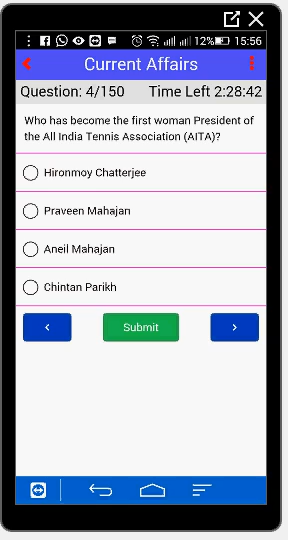 12% 15:56
Current Affairs
Question: 4/150 Time Left 2:28:42
Who has become the first woman President of
the All India Tennis Association (AITA)?
Hironmoy Chatterjee
Praveen Mahajan
Aneil Mahajan
Chintan Parikh
< Submit >